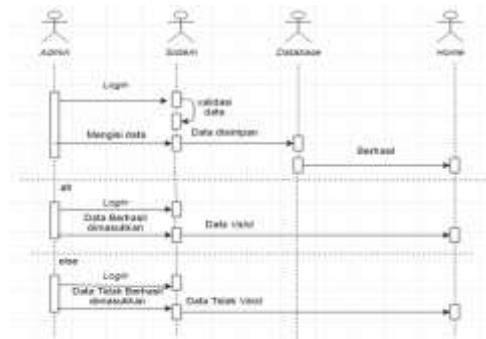 Admin
Sistem
Database
Home
Login
validasi
data
Mengisi data
Data disimpan
Berhasil
alt
Login
Data Berhasil
dimasukkan
Data Valid
else
Login
Data Tidak Berhasil
dimasukkan
Data Tidak Valid